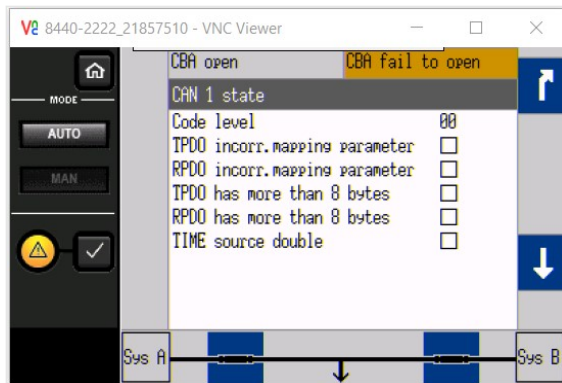 V2 8440-2222_21857510 - VNC Viewer
CBA open CBA fail to open
CAN 1 state
MODE
AUTO
MAN
Code level 00
TPDO incorr.mapping parameter
RPDO incorr.mapping parameter
TPDO has more than 8 bytes
RPDO has more than 8 bytes
TIME source double
Sys A Sys B